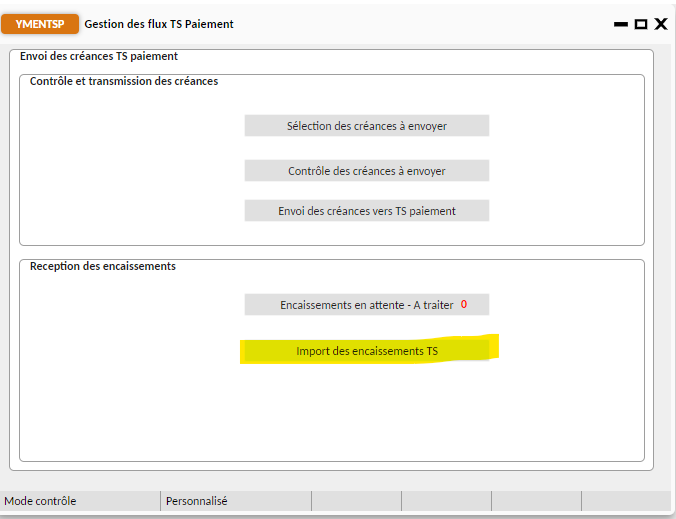 YMENTSP Gestion des flux TS Paiement
Envoi des créances TS paiement
Contrôle et transmission des créances
Sélection des créances à envoyer
Contrôle des créances à envoyer
Envoi des créances vers TS paiement
Reception des encaissements
Encaissements en attente - A traiter 0
Import des encaissements TS
Mode contrôle Personnalisé